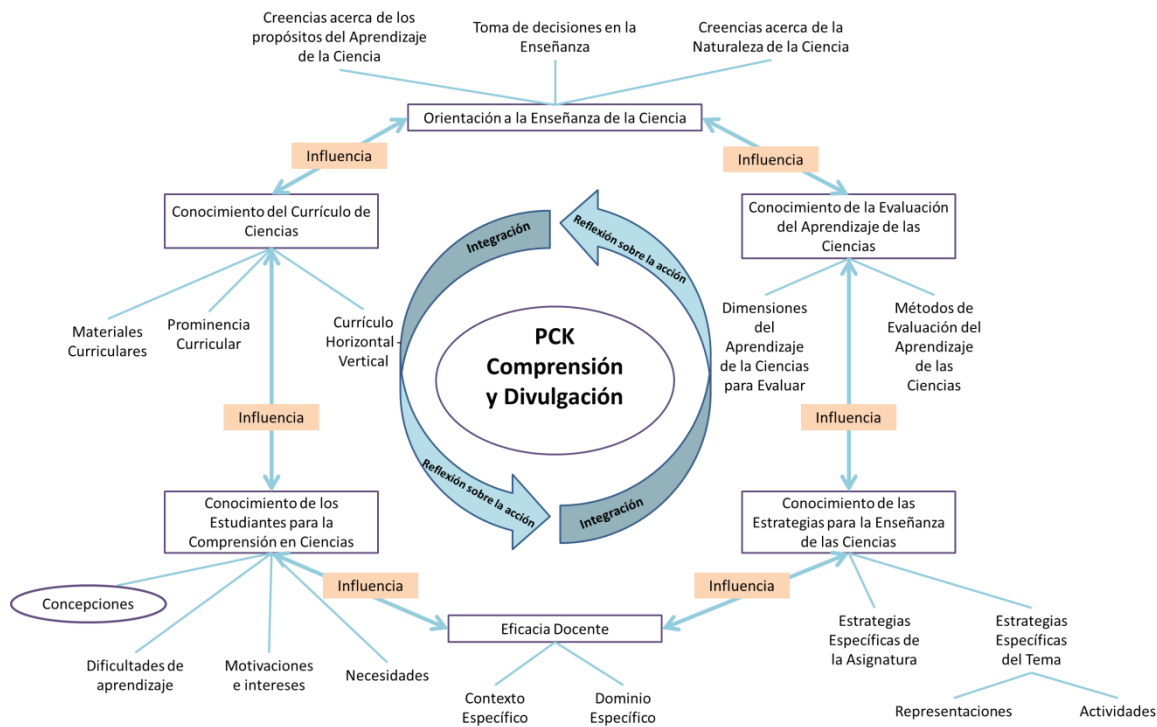 Creencias acerca de los
propósitos del Aprendizaje
de la Ciencia
Toma de decisiones en la
Enseñanza
Creencias acerca de la
Naturaleza de la Ciencia
Orientación a la Enseñanza de la Ciencia
Influencia
Influencia
Conocimiento del Currículo de
Ciencias
Conocimiento de la Evaluación
del Aprendizaje de las
Ciencias
Integración
Reflexión sobre la acción
Materiales
Curriculares
Prominencia
Curricular
Currículo
Horizontal -
Vertical
PCK
Comprensión
y Divulgación
Dimensiones
del
Aprendizaje
de la Ciencias
para Evaluar
Métodos de
Evaluación del
Aprendizaje
de las
Ciencias
Influencia
Influencia
Reflexión sobre la acción
Integración
Conocimiento de los
Estudiantes para la
Comprensión en Ciencias
Conocimiento de las
Estrategias para la Enseñanza
de las Ciencias
Influencia
Influencia
Concepciones
Eficacia Docente
Dificultades de
aprendizaje
Motivaciones
e intereses
Necesidades
Contexto
Específico
Dominio
Específico
Estrategias
Específicas de
la Asignatura
Estrategias
Específicas
del Tema
Representaciones
Actividades